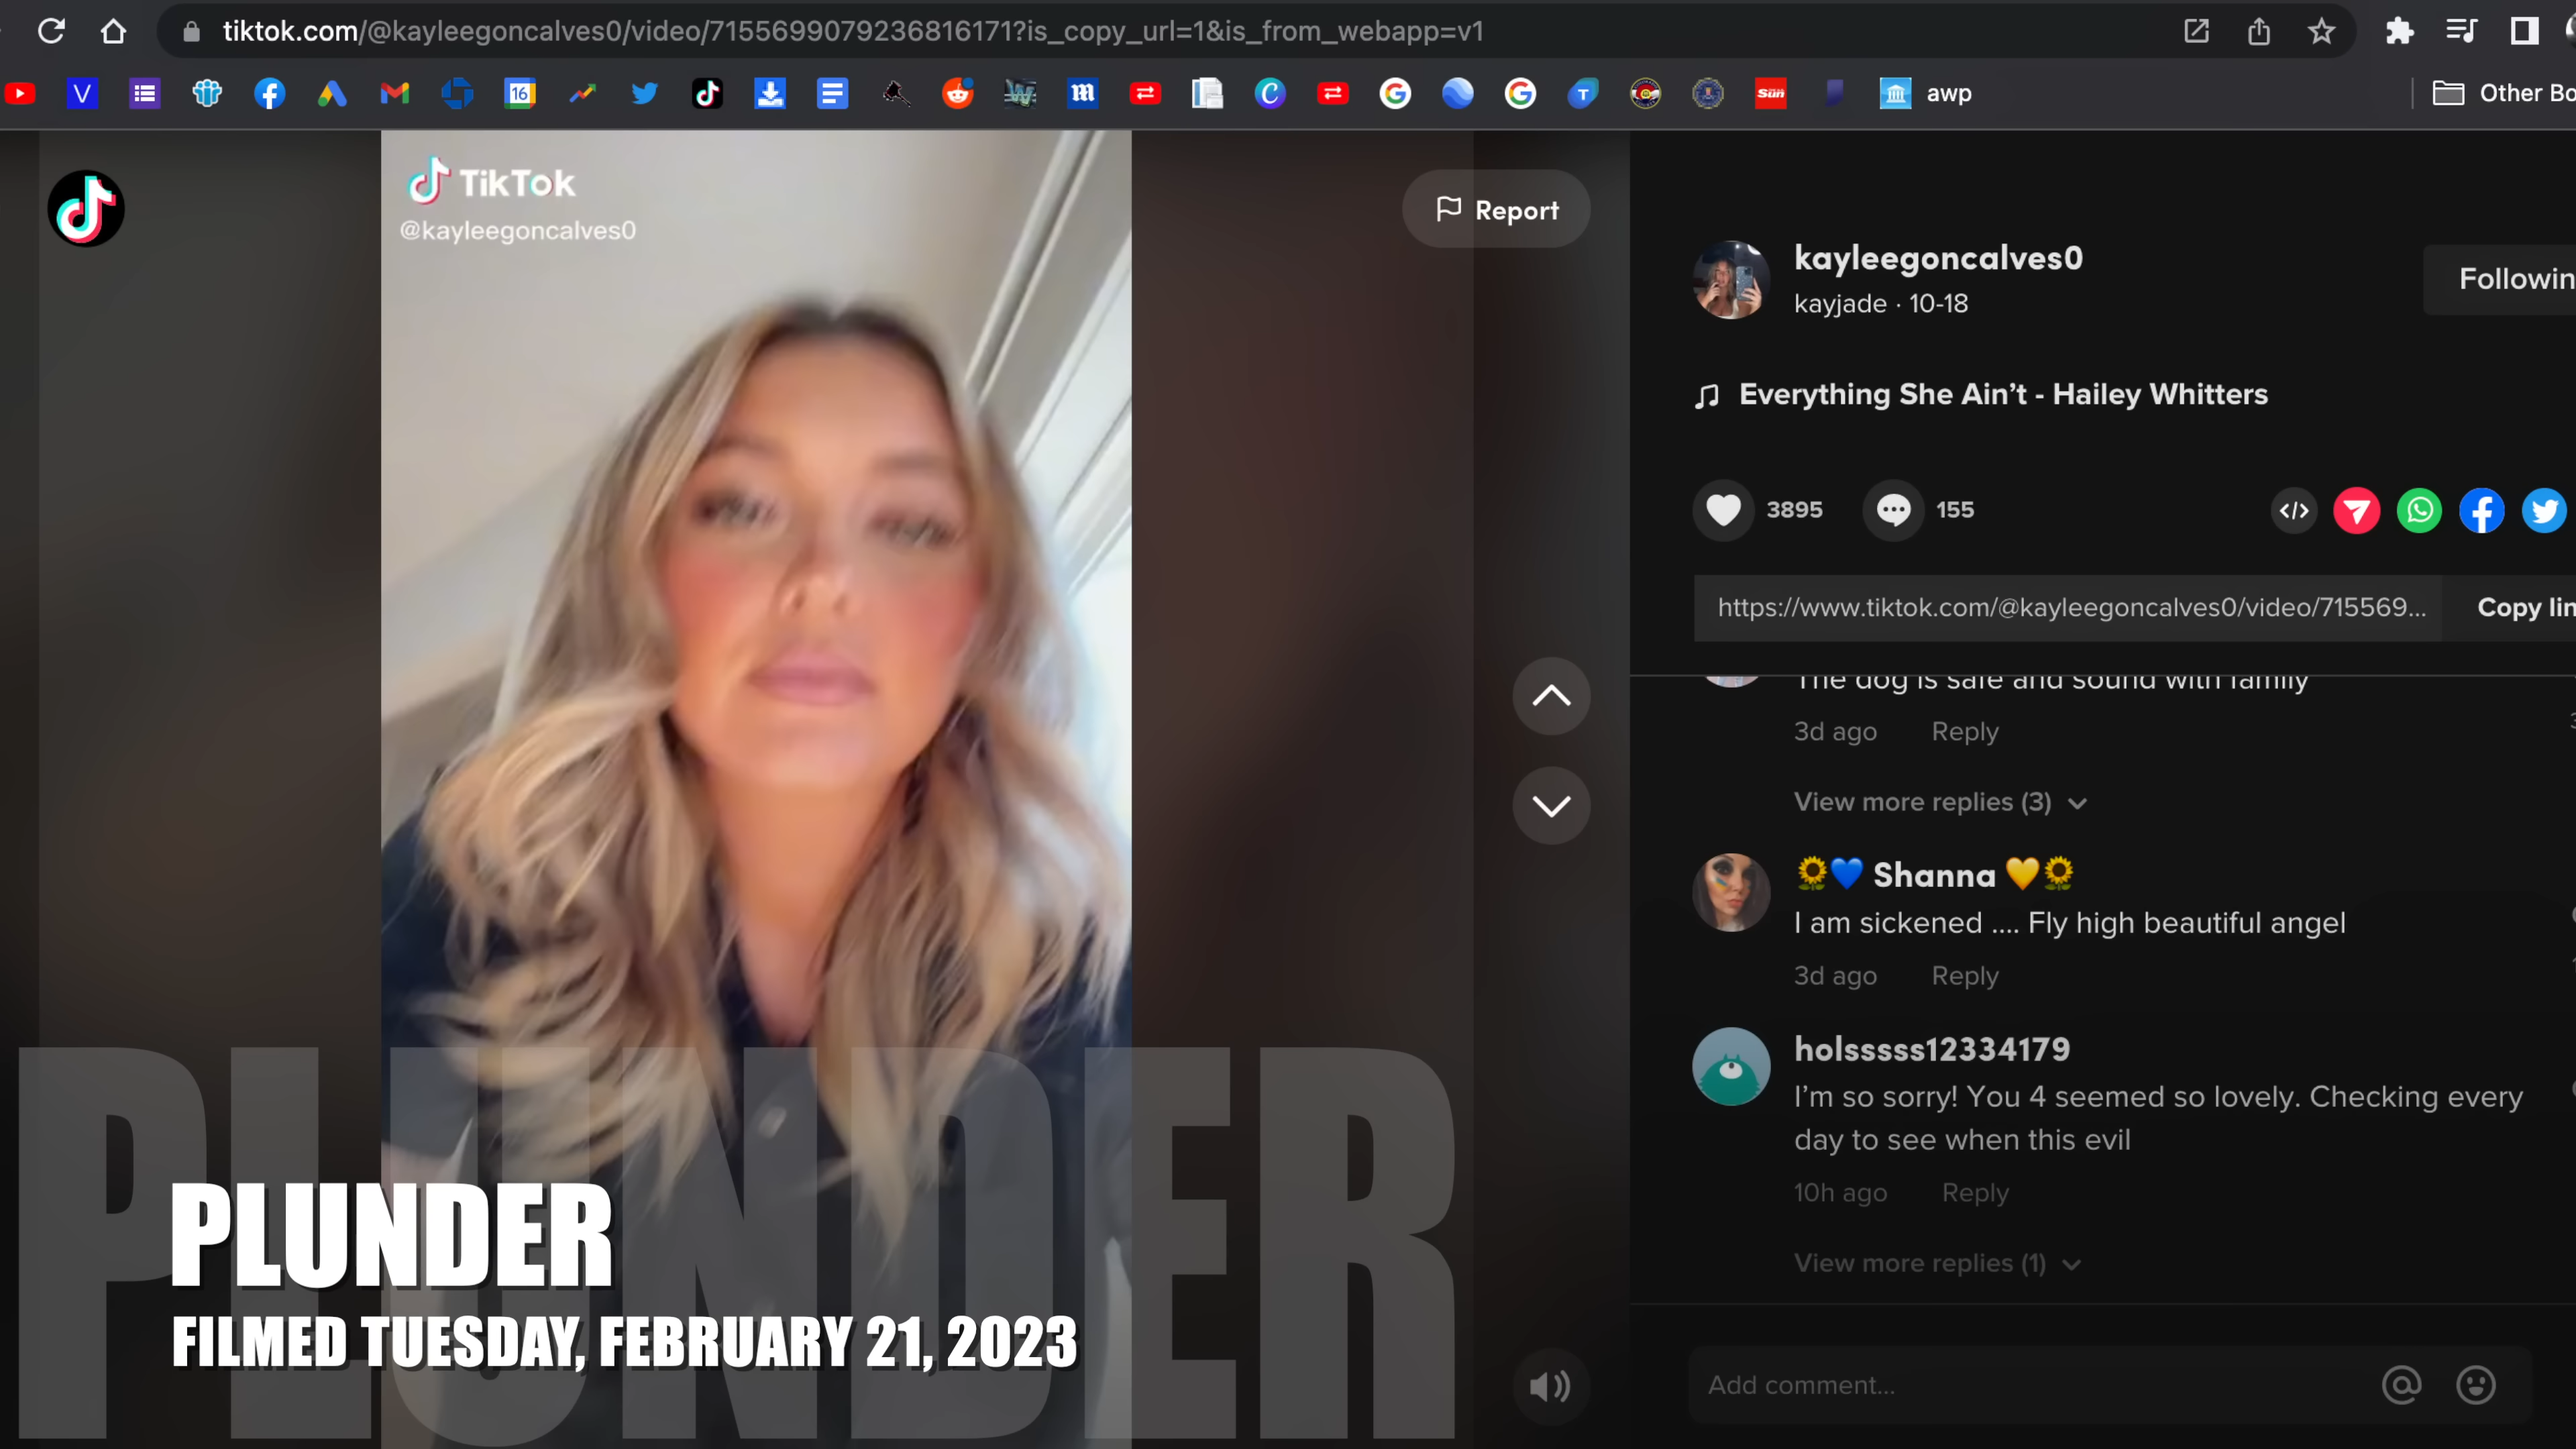 tiktok.com/@kayleegoncalves0/video/7155699079236816171?is_copy_url=1&is_from_webapp=v1
awp
Other Bo
TikTok
@kayleegoncalves0
Report
kayleegoncalves0
kayjade · 10-18
Followin
Everything She Ain't - Hailey Whitters
3895
155
https://www.tiktok.com/@kayleegoncalves0/video/715569...
Copy lin
The dog is safe and sound with family
3d ago
Reply
View more replies (3)
🌻💙 Shanna 💛🌻
I am sickened .... Fly high beautiful angel
3d ago
Reply
holsssss12334179
I'm so sorry! You 4 seemed so lovely. Checking every
day to see when this evil
10h ago
Reply
View more replies (1)
Add comment...
PLUNDER
PLUNDER
FILMED TUESDAY, FEBRUARY 21, 2023